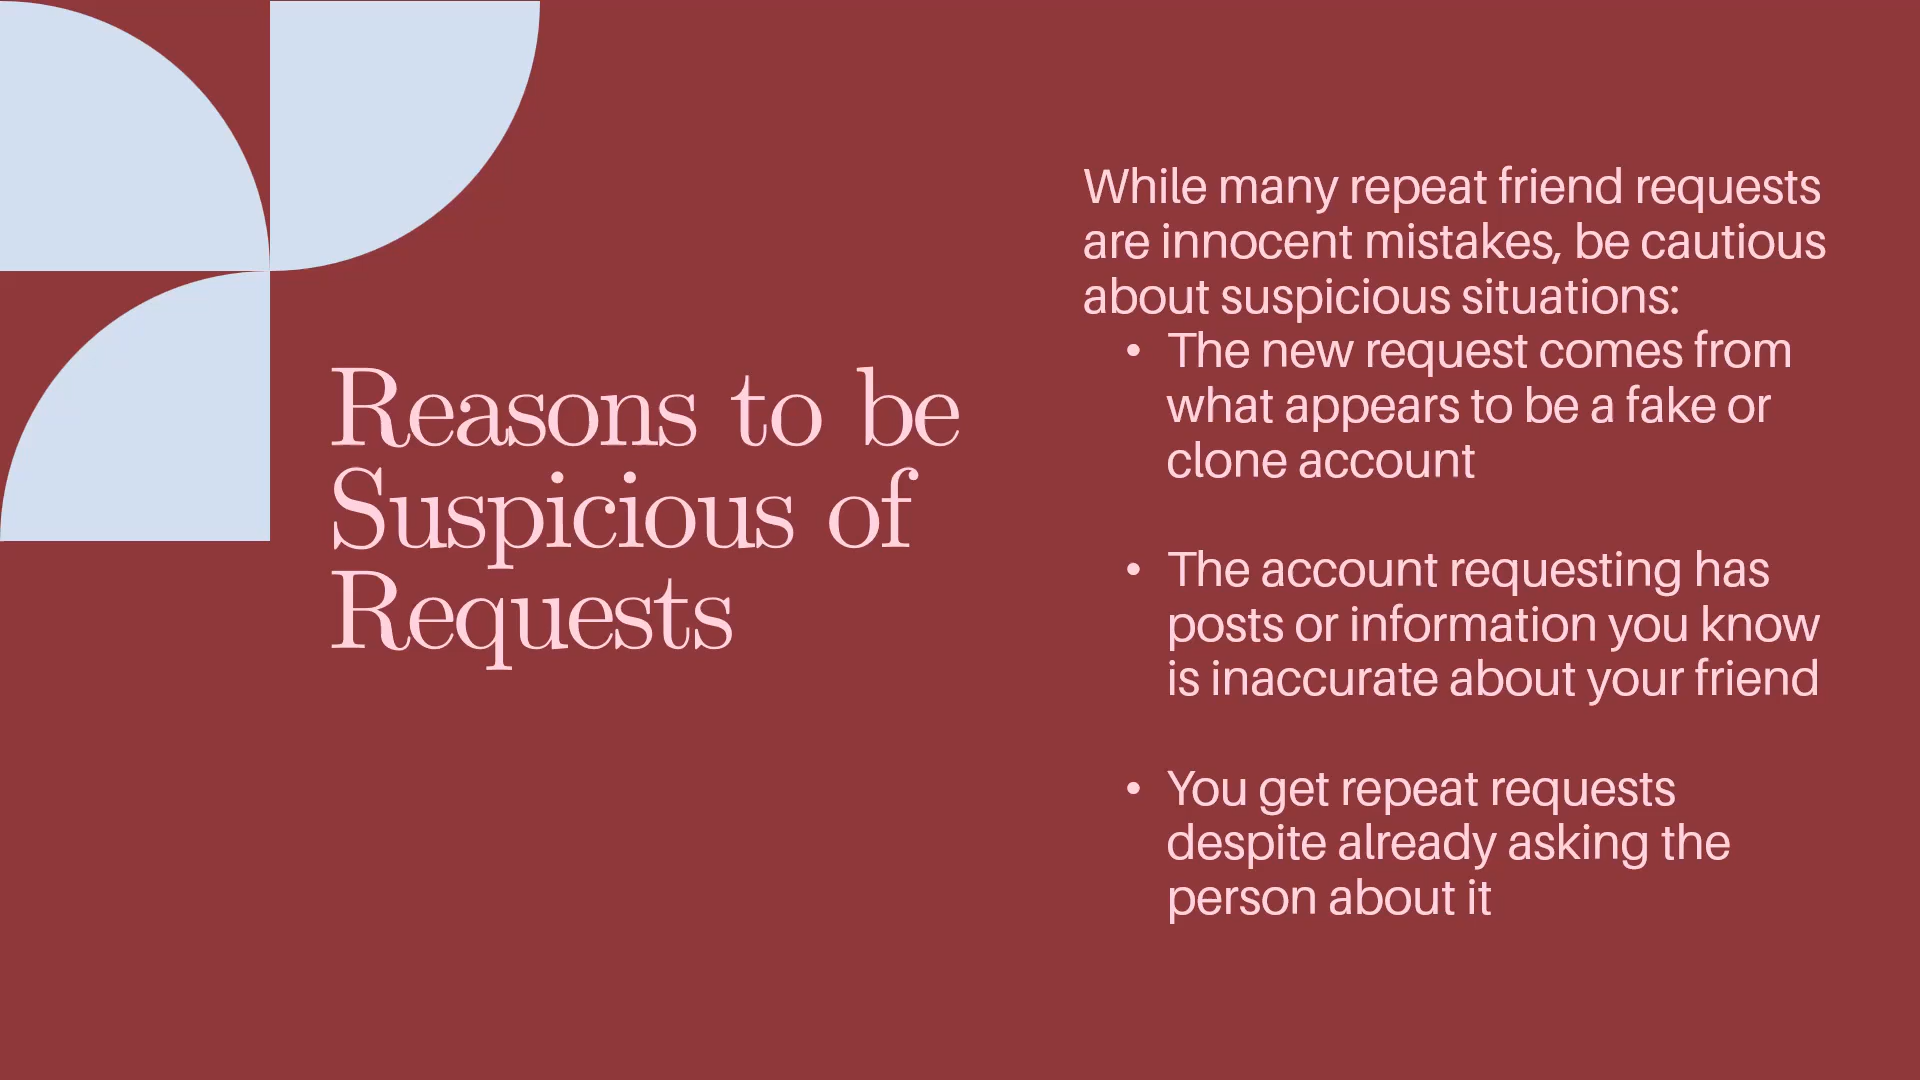 Reasons to be
Suspicious of
Requests
While many repeat friend requests
are innocent mistakes, be cautious
about suspicious situations:
• The new request comes from
what appears to be a fake or
clone account
• The account requesting has
posts or information you know
is inaccurate about your friend
• You get repeat requests
despite already asking the
person about it